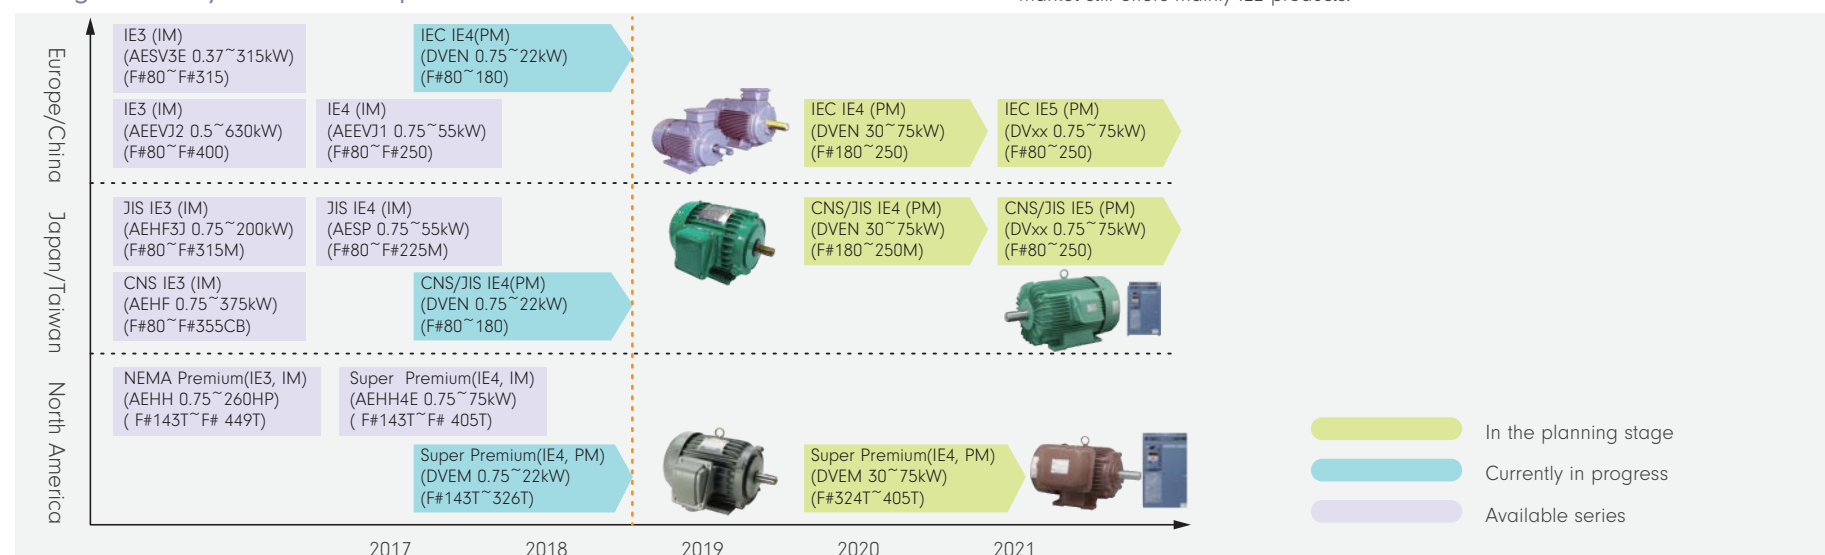 Europe/China
IE3 (IM)
(AESV3E 0.37~315kW)
(F#80~F#315)
IEC IE4(PM)
(DVEN 0.75~22kW)
(F#80~180)
IE3 (IM)
(AEEVJ2 0.5~630kW)
(F#80~F#400)
IE4 (IM)
(AEEVJ1 0.75~55kW)
(F#80~F#250)
IEC IE4 (PM)
(DVEN 30~75kW)
(F#180~250)
IEC IE5 (PM)
(DVxx 0.75~75kW)
(F#80~250)
Japan/Taiwan
JIS IE3 (IM)
(AEHF3J 0.75~200kW)
(F#80~F#315M)
JIS IE4 (IM)
(AESP 0.75~55kW)
(F#80~F#225M)
CNS/JIS IE4 (PM)
(DVEN 30~75kW)
(F#180~250M)
CNS/JIS IE5 (PM)
(DVxx 0.75~75kW)
(F#80~250)
CNS IE3 (IM)
(AEHF 0.75~375kW)
(F#80~F#355CB)
CNS/JIS IE4(PM)
(DVEN 0.75~22kW)
(F#80~180)
North America
NEMA Premium(IE3, IM)
(AEHH 0.75~260HP)
( F#143T~F# 449T)
Super Premium(IE4, IM)
(AEHH4E 0.75~75kW)
( F#143T~F# 405T)
Super Premium(IE4, PM)
(DVEM 0.75~22kW)
(F#143T~326T)
Super Premium(IE4, PM)
(DVEM 30~75kW)
(F#324T~405T)
2017
2018
2019
2020
2021
In the planning stage
Currently in progress
Available series